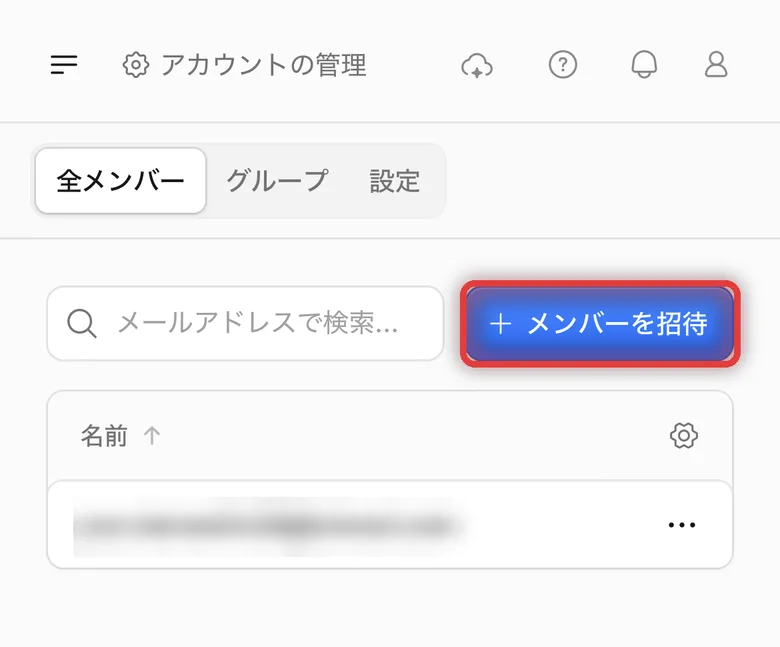 アカウントの管理
全メンバー グループ 設定
メールアドレスで検索... + メンバーを招待
名前 ↑